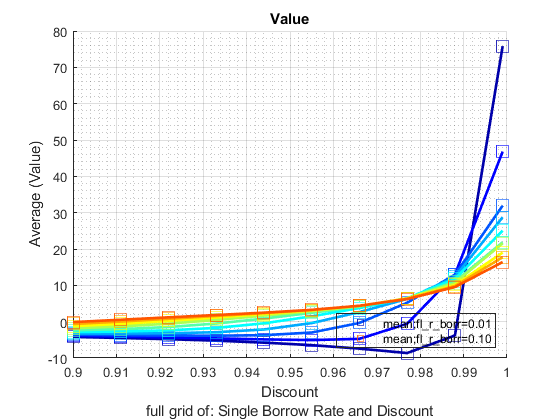 Value
80
70
60
50
40
30
20
10
0
-10
Average (Value)
mean;fl_r_borr=0.01
mean;fl_r_borr=0.10
0.9 0.91 0.92 0.93 0.94 0.95 0.96 0.97 0.98 0.99 1
Discount
full grid of: Single Borrow Rate and Discount